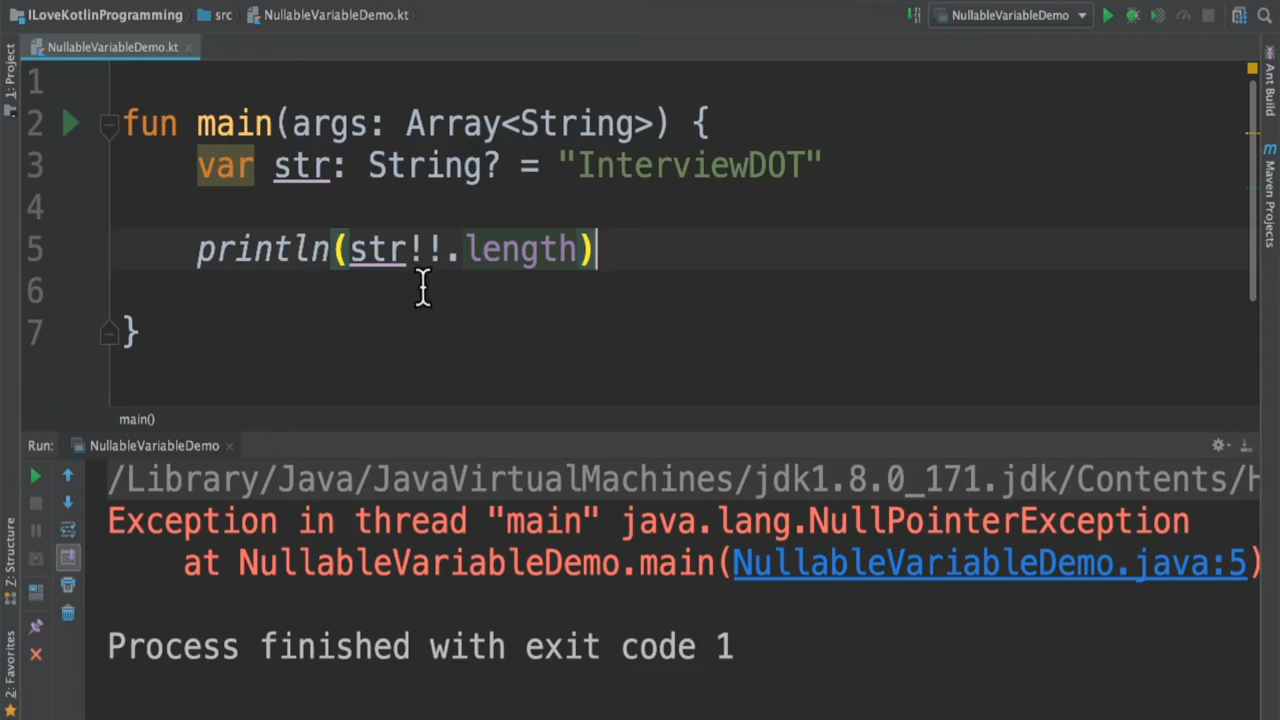 ILoveKotlinProgramming src NullableVariableDemo.kt NullableVariableDemo
1: Project
NullableVariableDemo.kt
Ant Build
Maven Projects
1
2 fun main(args: Array<String>) {
3 var str: String? = "InterviewDOT"
4
5 println(str!!.length)
6
7 }
main()
Run: NullableVariableDemo
/Library/Java/JavaVirtualMachines/jdk1.8.0_171.jdk/Contents/H
Exception in thread "main" java.lang.NullPointerException
at NullableVariableDemo.main(NullableVariableDemo.java:5)
Process finished with exit code 1
Z: Structure
2: Favorites